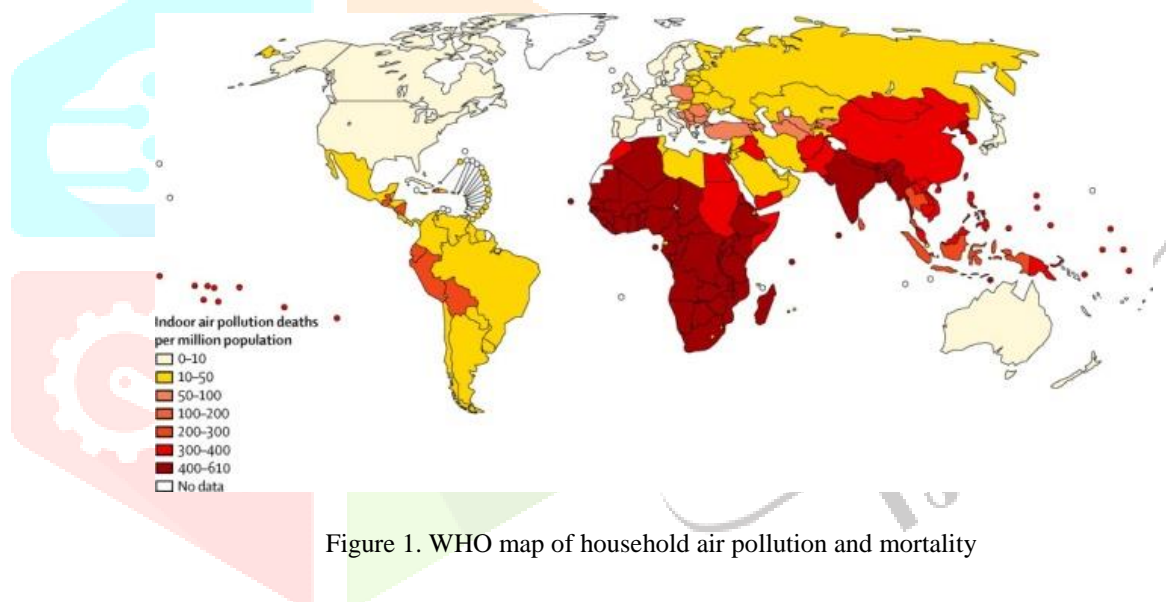 Indoor air pollution deaths
per million population
0–10
10–50
50–100
100–200
200–300
300–400
400–610
No data
Figure 1. WHO map of household air pollution and mortality